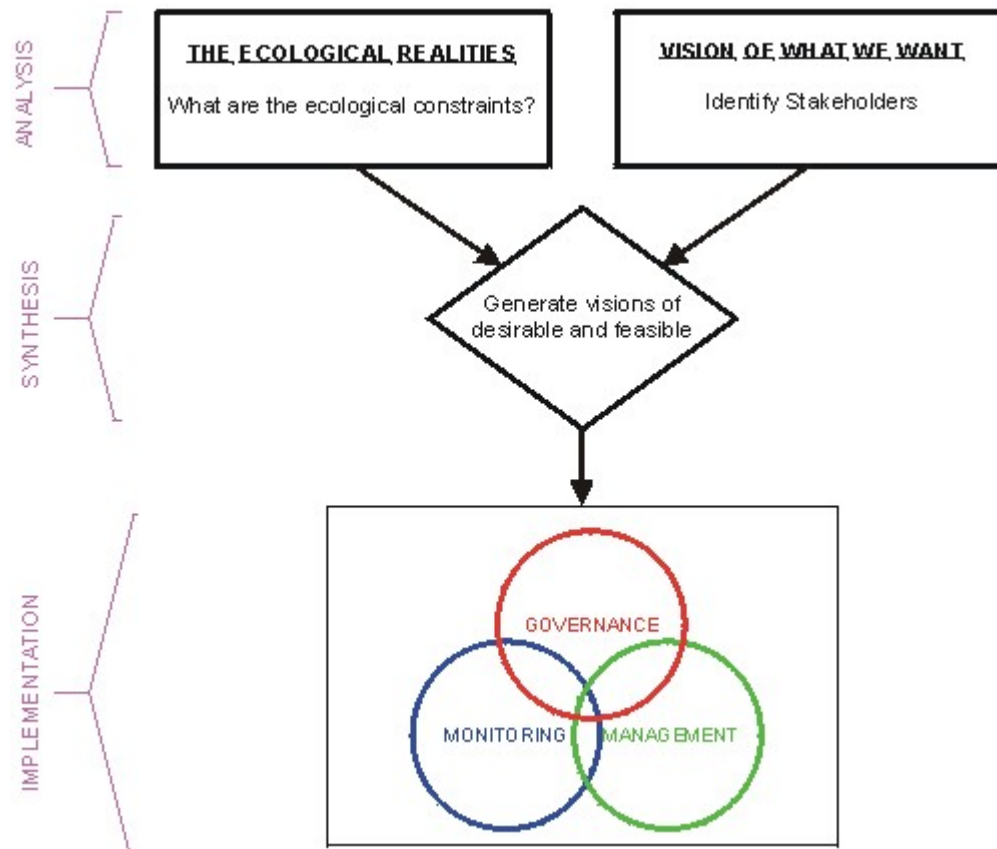 ANALYSIS
THE ECOLOGICAL REALITIES
What are the ecological constraints?
VISION OF WHAT WE WANT
Identify Stakeholders
SYNTHESIS
Generate visions of
desirable and feasible
IMPLEMENTATION
GOVERNANCE
MONITORING
MANAGEMENT